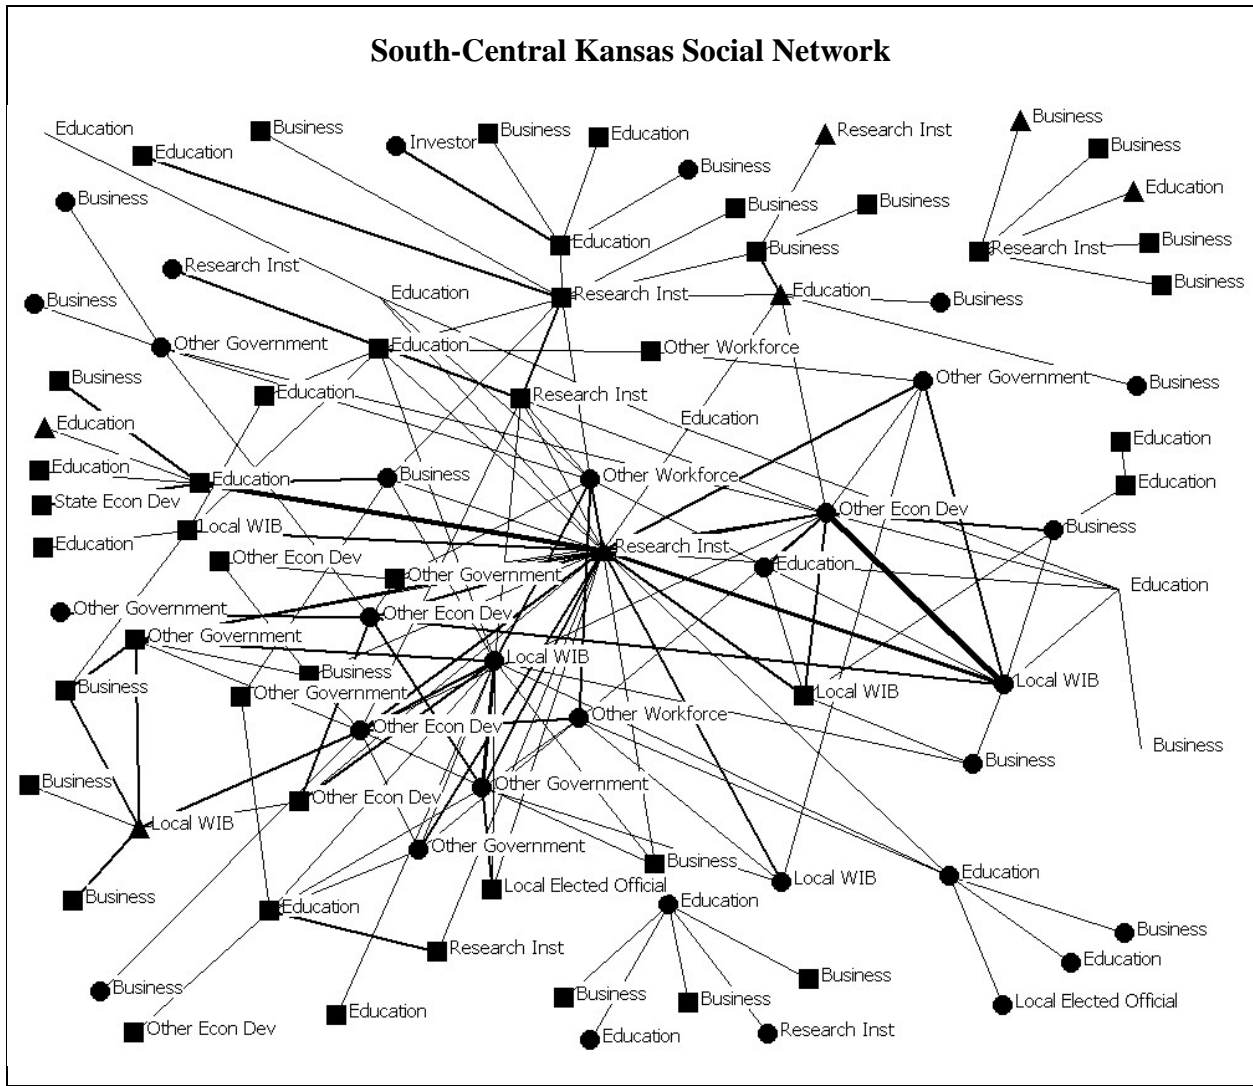 South-Central Kansas Social Network
Education
Business
Investor
Business
Education
Research Inst
Business
Education
Business
Business
Education
Business
Business
Business
Education
Business
Research Inst
Business
Research Inst
Business
Research Inst
Education
Research Inst
Education
Business
Business
Business
Other Government
Education
Other Workforce
Other Government
Business
Business
Education
Research Inst
Education
Education
Education
Education
Education
Business
Other Workforce
Education
State Econ Dev
Other Econ Dev
Local WIB
Business
Education
Other Econ Dev
Research Inst
Other Government
Education
Education
Other Government
Other Econ Dev
Other Government
Local WIB
Business
Local WIB
Business
Other Government
Local WIB
Other Econ Dev
Other Workforce
Business
Business
Business
Other Government
Local WIB
Other Econ Dev
Other Government
Business
Local WIB
Education
Business
Local Elected Official
Education
Education
Business
Research Inst
Education
Business
Business
Business
Business
Local Elected Official
Education
Other Econ Dev
Education
Research Inst